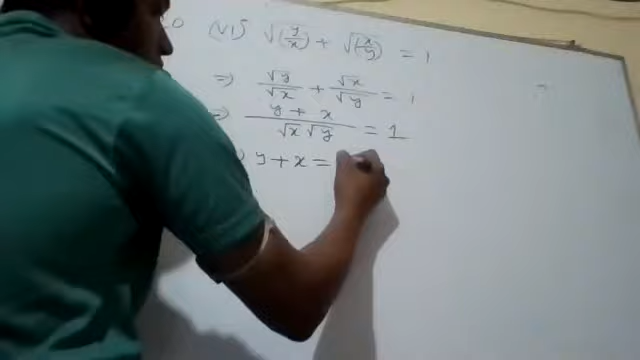 (VI) √(y/x) + √(x/y) = 1
⇒ √y/√x + √x/√y = 1
⇒ y + x / √x √y = 1
y + x =